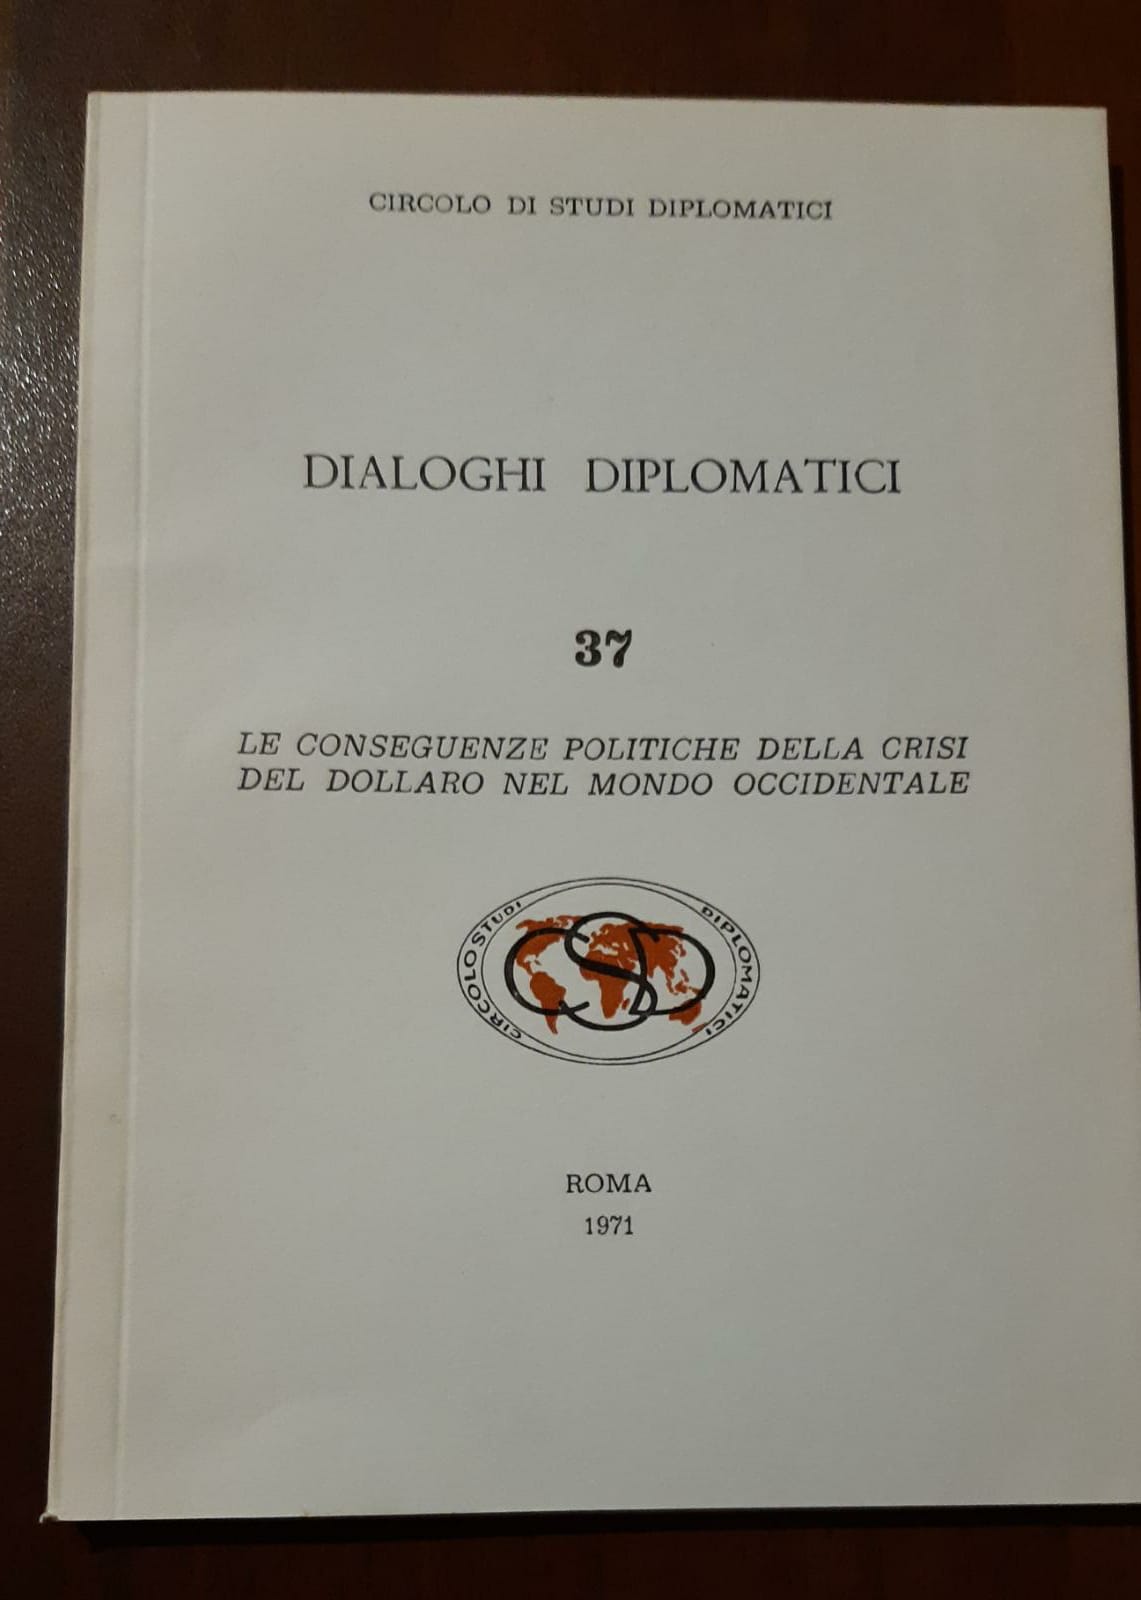 CIRCOLO DI STUDI DIPLOMATICI
DIALOGHI DIPLOMATICI
37
LE CONSEGUENZE POLITICHE DELLA CRISI
DEL DOLLARO NEL MONDO OCCIDENTALE
CIRCOLO STUDI DIPLOMATICI
CSD
ROMA
1971